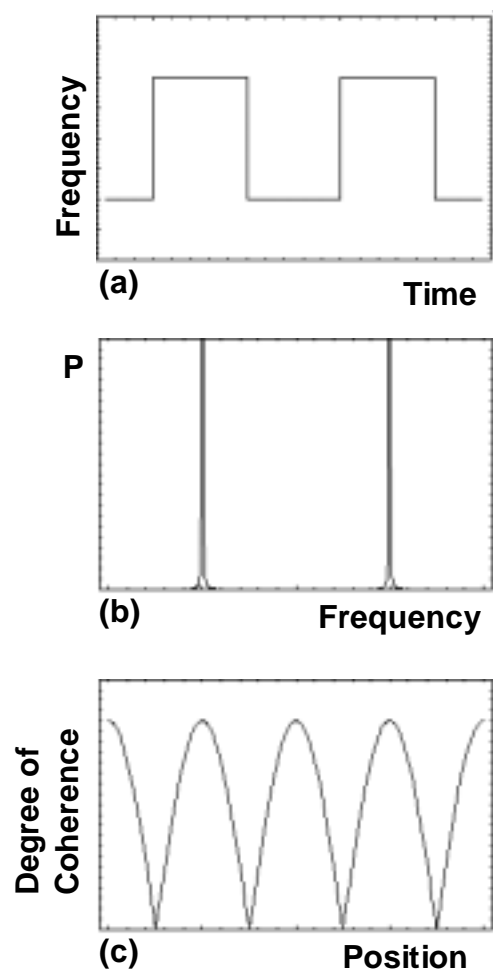 Frequency
(a)
Time
P
(b)
Frequency
Degree of
Coherence
(c)
Position